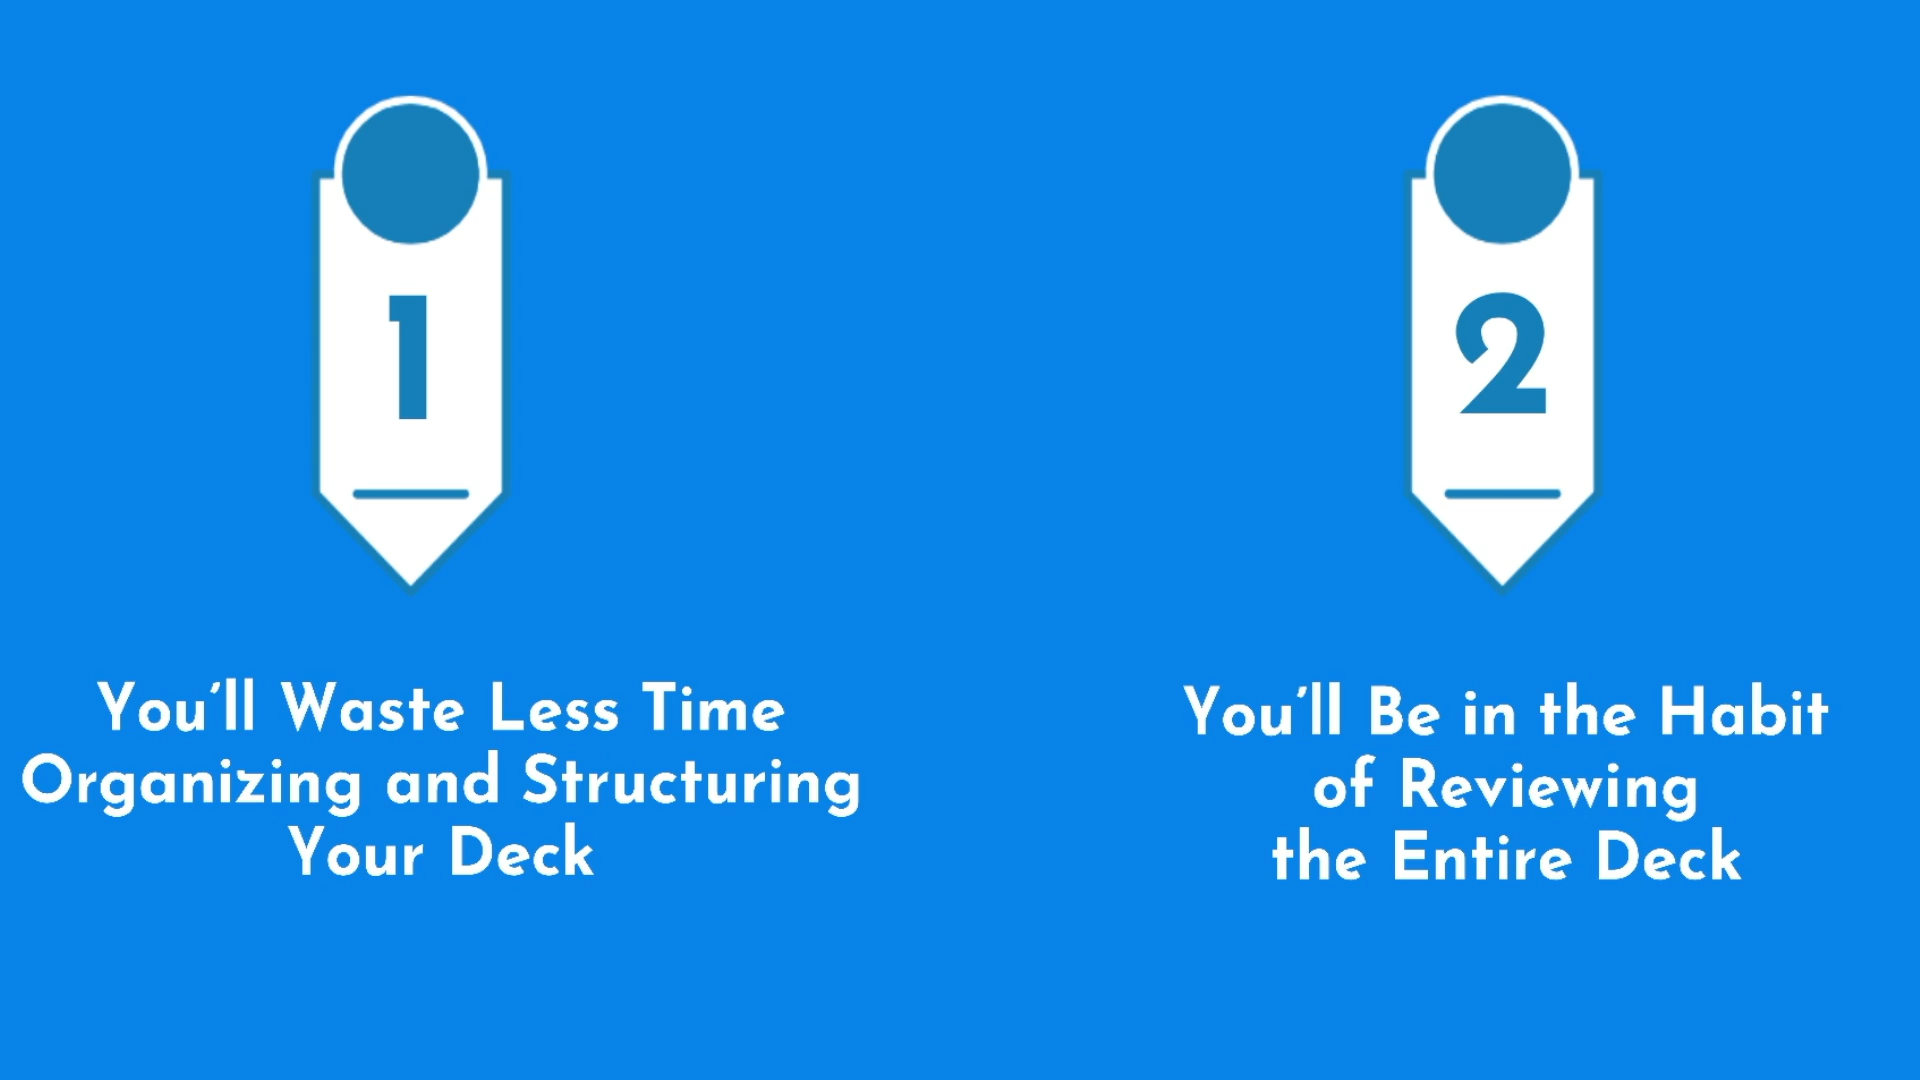 1
You'll Waste Less Time
Organizing and Structuring
Your Deck
2
You'll Be in the Habit
of Reviewing
the Entire Deck